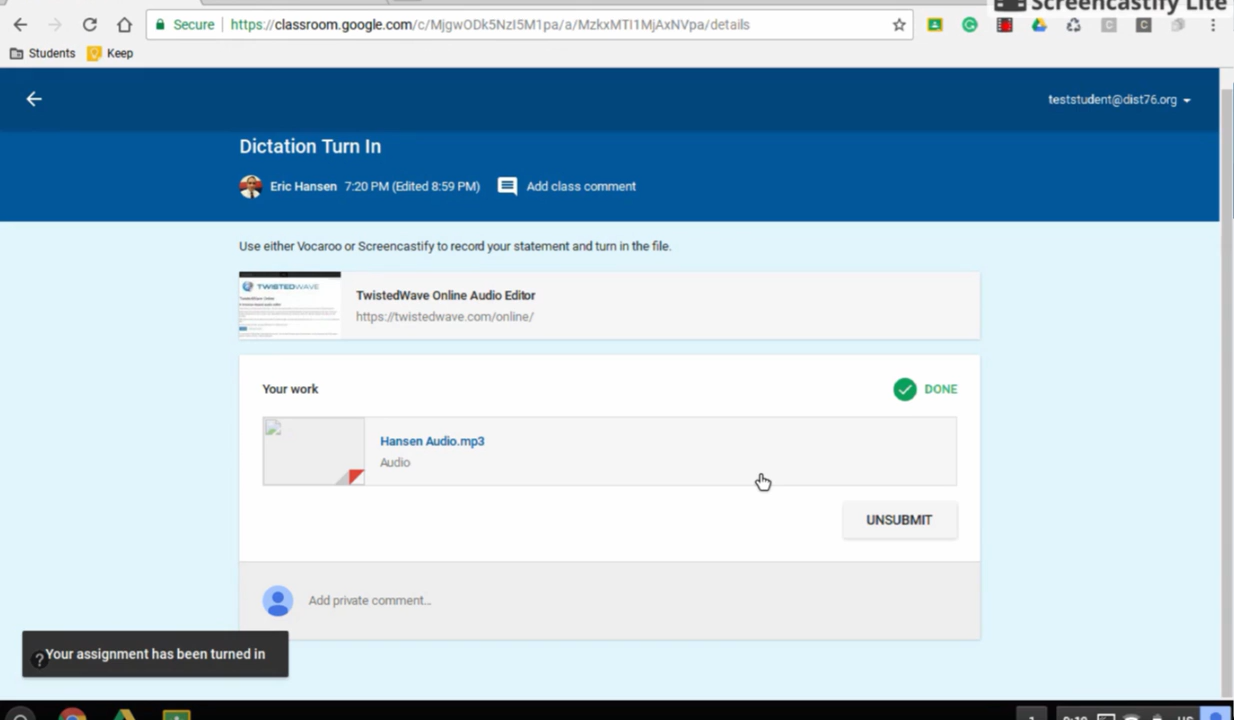 Screencastify Lite
Secure https://classroom.google.com/c/MjgwODk5NzI5M1pa/a/MzkxMTI1MjAxNVpa/details
Students Keep
teststudent@dist76.org
Dictation Turn In
Eric Hansen 7:20 PM (Edited 8:59 PM) Add class comment
Use either Vocaroo or Screencastify to record your statement and turn in the file.
TWISTEDWAVE
TwistedWave Online Audio Editor
https://twistedwave.com/online/
Your work DONE
Hansen Audio.mp3
Audio
UNSUBMIT
Add private comment...
? Your assignment has been turned in